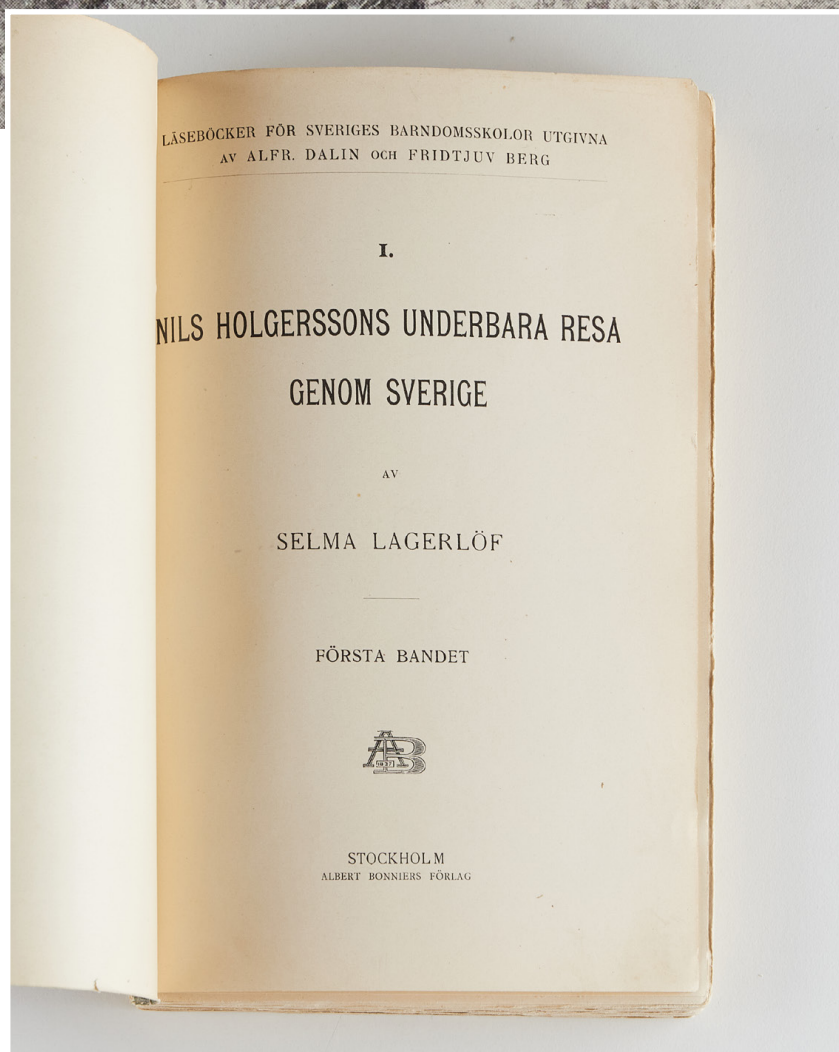 LÄSEBÖCKER FÖR SVERIGES BARNDOMSSKOLOR UTGIVNA
AV ALFR. DALIN OCH FRIDTJUV BERG
I.
NILS HOLGERSSONS UNDERBARA RESA
GENOM SVERIGE
AV
SELMA LAGERLÖF
FÖRSTA BANDET
STOCKHOLM
ALBERT BONNIERS FÖRLAG